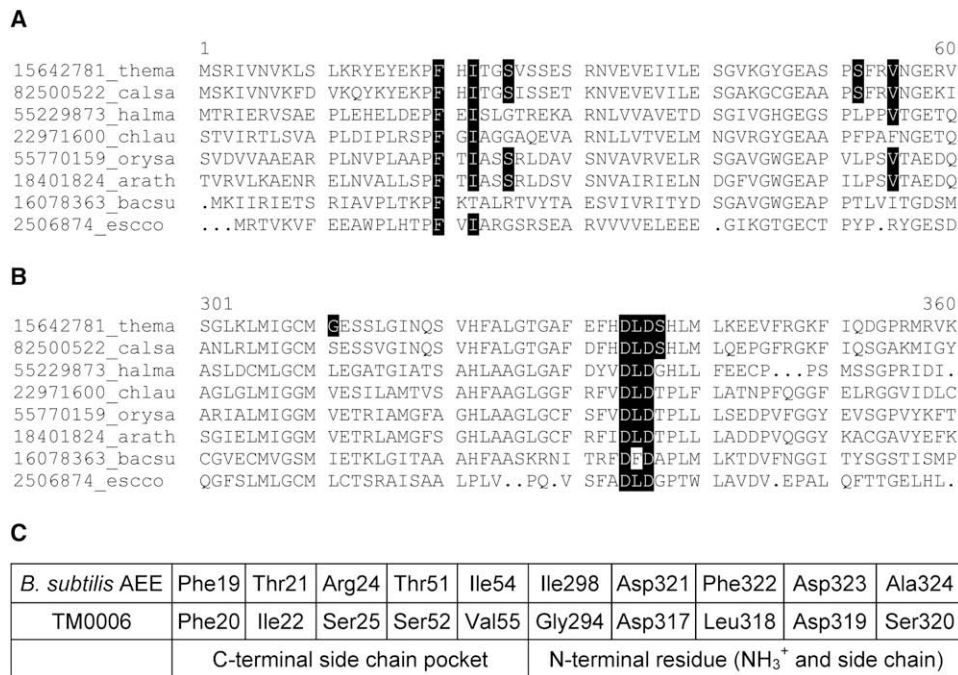 A
1 60
15642781_thema MSRIVNVKLS LKRYEYEKPF HITGSVSSES RNVEVEIVLE SGVKGYGEAS PSFRVNGERV
82500522_calsa MSKIVNVKFD VKQYKYEKPF HITGSISSET KNVEVEIVLE SGAKGCGEAS PSFRVNGEKI
55229873_halma MTRIERVSAE PLEHELDEPF EISLGTRKEA RNLVVAVETD SGIVGHGEGS PLPPVTGETQ
22971600_chlau STVIRTLSVA PLDIPLRSPF GIAGGAQEVA RNVLLTVELM NGVRGYGEAA PFPAFNGETQ
55770159_orysa SVDVVAAEAR PLNVPLAAPF TIASSRLDAV SNVAVRVELR SGAVGWGEAP VLPSVTAEDQ
18401824_arath TVRVLKAENR ELNVALLSPF TIASSRLDSV SNVAIRIELN DGFVGWGEAP ILPSVTAEDQ
16078363_bacsu .MKIIRIETS RIAVPLTKPF KTALRTVYTA ESVIVRITYD SGAVGWGEAP PTLVITGDSM
2506874_escco ...MRTVKVF EEAWPLHTPF VIARGSRSEA RVVVVELEEE .GIKGTGECT PYP.RYGESD
B
301 360
15642781_thema SGLKLMIGCM GESSLGINQS VHFALGTGAF EFHDLDSHLM LKEEVFRGKF IQDGPRMRVK
82500522_calsa ANLRLMIGCM SESSVGINQS VHFALGTGAF DFHDLDSHLM LQEPGFRGKF IQSGAKMIGY
55229873_halma ASLDCMLGCM LEGATGIATS AHLAAGLGAF DYVDLDGHLL FEECP...PS MSSGPRIDI.
22971600_chlau AGLGLMIGGM VESILAMTVS AHLGLGLGGF RFVDLDTPLF LATNPFQGGF ELRGGVIDLC
55770159_orysa ARIALMIGGM VETRIAMGFA GHLAAGLGCF SFVDLDTPLL LSEDPVFGGY EVSGPVYKFT
18401824_arath SGIELMIGGM VETRLAMGFS GHLAAGLGCF RFIDLDTPLL LADDPVQGGY KACGAVYEFK
16078363_bacsu CGVECMVGSM IETKLGITAA AHFAASKRNI TRFDFDAPLM LKTDVFNGGI TYSGSTISMP
2506874_escco QGFSLMLGCM LCTSRAISAA LPLV..PQ.V SFADLDGPTW LAVDV.EPAL QFTTGELHL.
C
B. subtilis AEE Phe19 Thr21 Arg24 Thr51 Ile54 Ile298 Asp321 Phe322 Asp323 Ala324
TM0006 Phe20 Ile22 Ser25 Ser52 Val55 Gly294 Asp317 Leu318 Asp319 Ser320
C-terminal side chain pocket N-terminal residue (NH₃⁺ and side chain)